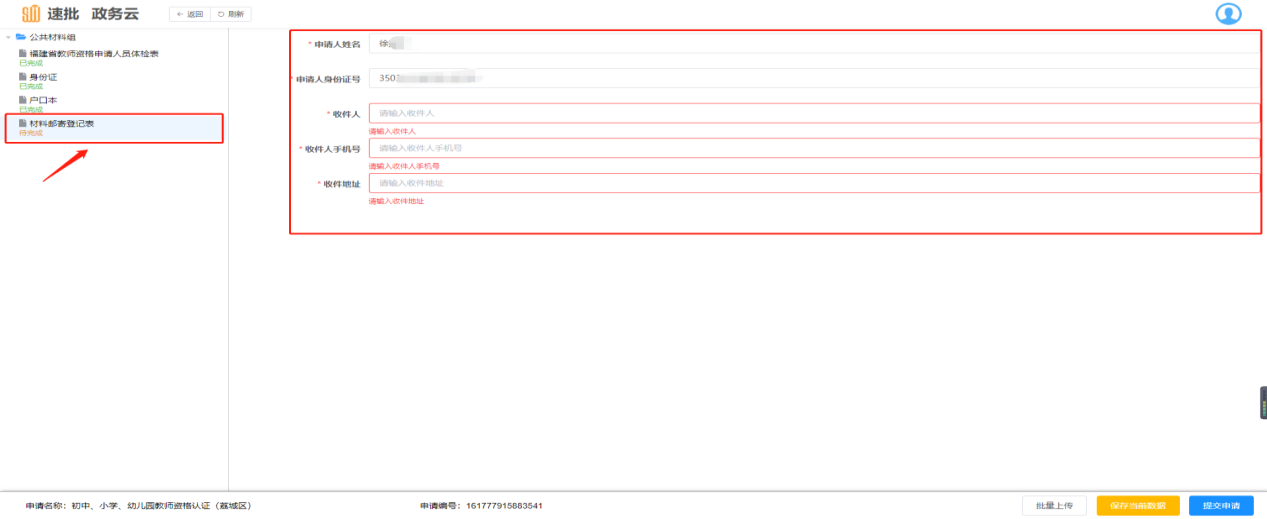 速批 政务云
返回 刷新
公共材料组
福建省教师资格申请人员体检表
已完成
身份证
已完成
户口本
已完成
材料邮寄登记表
待完成
* 申请人姓名 徐
* 申请人身份证号 350
* 收件人 请输入收件人
请输入收件人
* 收件人手机号 请输入收件人手机号
请输入收件人手机号
* 收件地址 请输入收件地址
请输入收件地址
申请名称：初中、小学、幼儿园教师资格认证（荔城区） 申请编号：161777915883541 批量上传 保存当前数据 提交申请